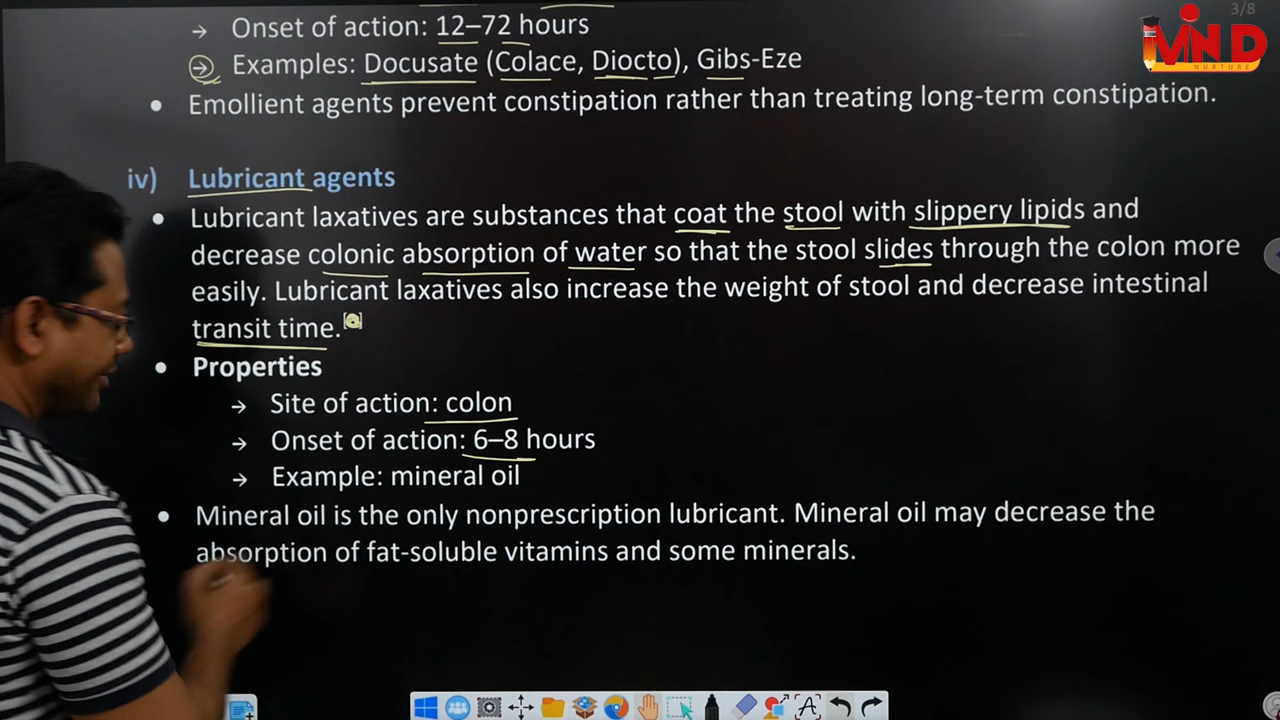 3/8
MIND
NURTURE
→ Onset of action: 12–72 hours
→ Examples: Docusate (Colace, Diocto), Gibs-Eze
• Emollient agents prevent constipation rather than treating long-term constipation.
iv) Lubricant agents
• Lubricant laxatives are substances that coat the stool with slippery lipids and
decrease colonic absorption of water so that the stool slides through the colon more
easily. Lubricant laxatives also increase the weight of stool and decrease intestinal
transit time.
• Properties
→ Site of action: colon
→ Onset of action: 6–8 hours
→ Example: mineral oil
• Mineral oil is the only nonprescription lubricant. Mineral oil may decrease the
absorption of fat-soluble vitamins and some minerals.